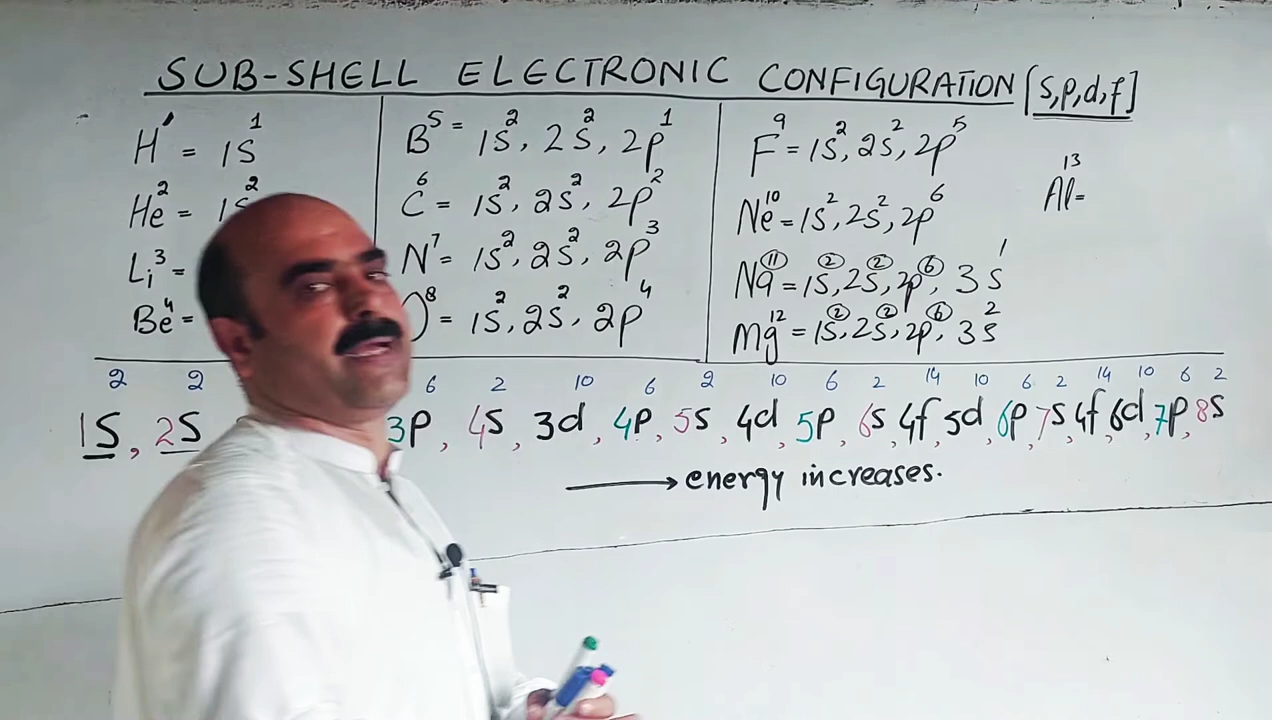 SUB-SHELL ELECTRONIC CONFIGURATION [s,p,d,f]
H¹ = 1S¹
He² = 1S²
Li³ =
Be⁴ =
B⁵ = 1S², 2S², 2p¹
C⁶ = 1S², 2S², 2p²
N⁷ = 1S², 2S², 2p³
O⁸ = 1S², 2S², 2p⁴
F⁹ = 1S², 2S², 2p⁵
Ne¹⁰ = 1S², 2S², 2p⁶
Na⑪ = 1S②, 2S②, 2p⑥, 3S¹
Mg¹² = 1S②, 2S②, 2p⑥, 3S²
Al¹³ =
2 2 6 2 10 6 2 10 6 2 14 10 6 2 14 10 6 2
1S, 2S 3p, 4s, 3d, 4p, 5s, 4d, 5p, 6s, 4f, 5d, 6p, 7s, 4f, 6d, 7p, 8s
→ energy increases.